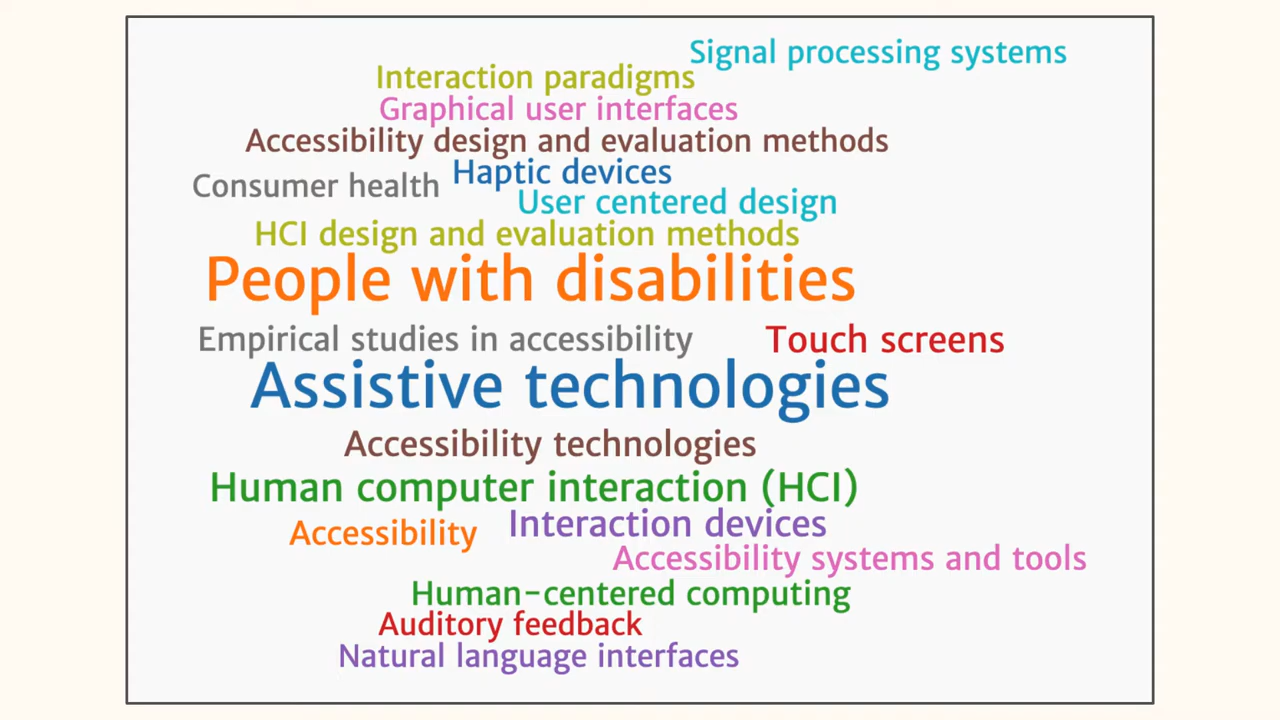 Signal processing systems
Interaction paradigms
Graphical user interfaces
Accessibility design and evaluation methods
Haptic devices
Consumer health
User centered design
HCI design and evaluation methods
People with disabilities
Empirical studies in accessibility
Touch screens
Assistive technologies
Accessibility technologies
Human computer interaction (HCI)
Interaction devices
Accessibility
Accessibility systems and tools
Human-centered computing
Auditory feedback
Natural language interfaces